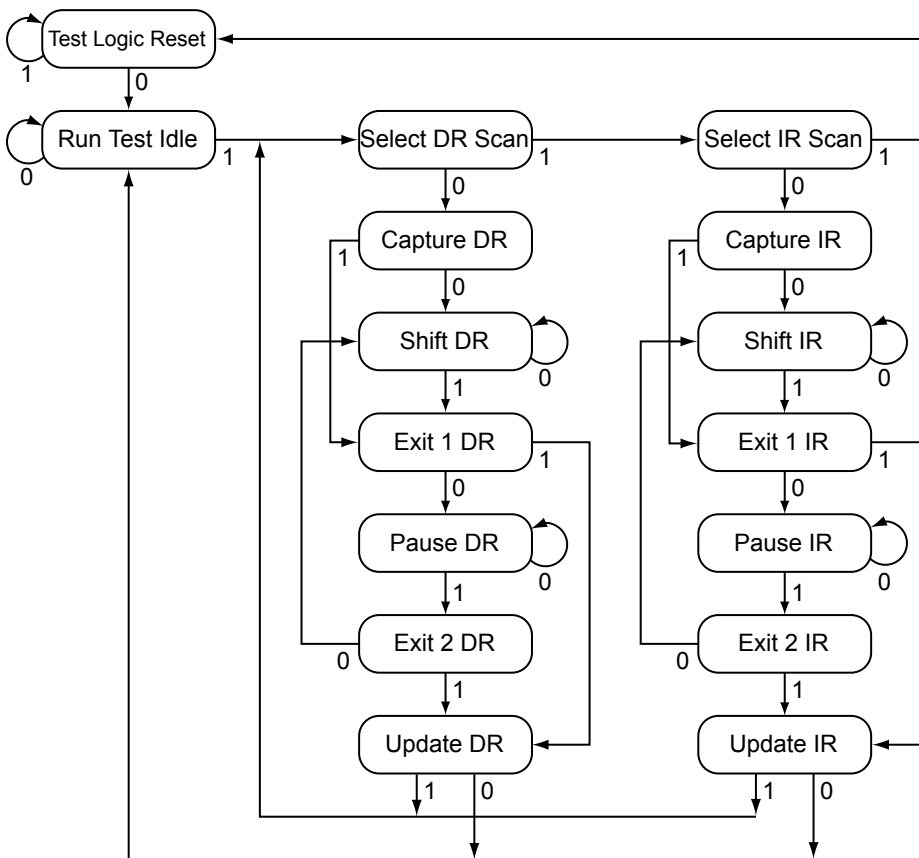 Test Logic Reset
1
0
Run Test Idle
0
1
Select DR Scan
1
Select IR Scan
1
0
0
Capture DR
1
Capture IR
1
0
0
Shift DR
0
Shift IR
0
1
1
Exit 1 DR
1
Exit 1 IR
1
0
0
Pause DR
0
Pause IR
0
1
1
Exit 2 DR
0
Exit 2 IR
0
1
1
Update DR
Update IR
1 0
1 0